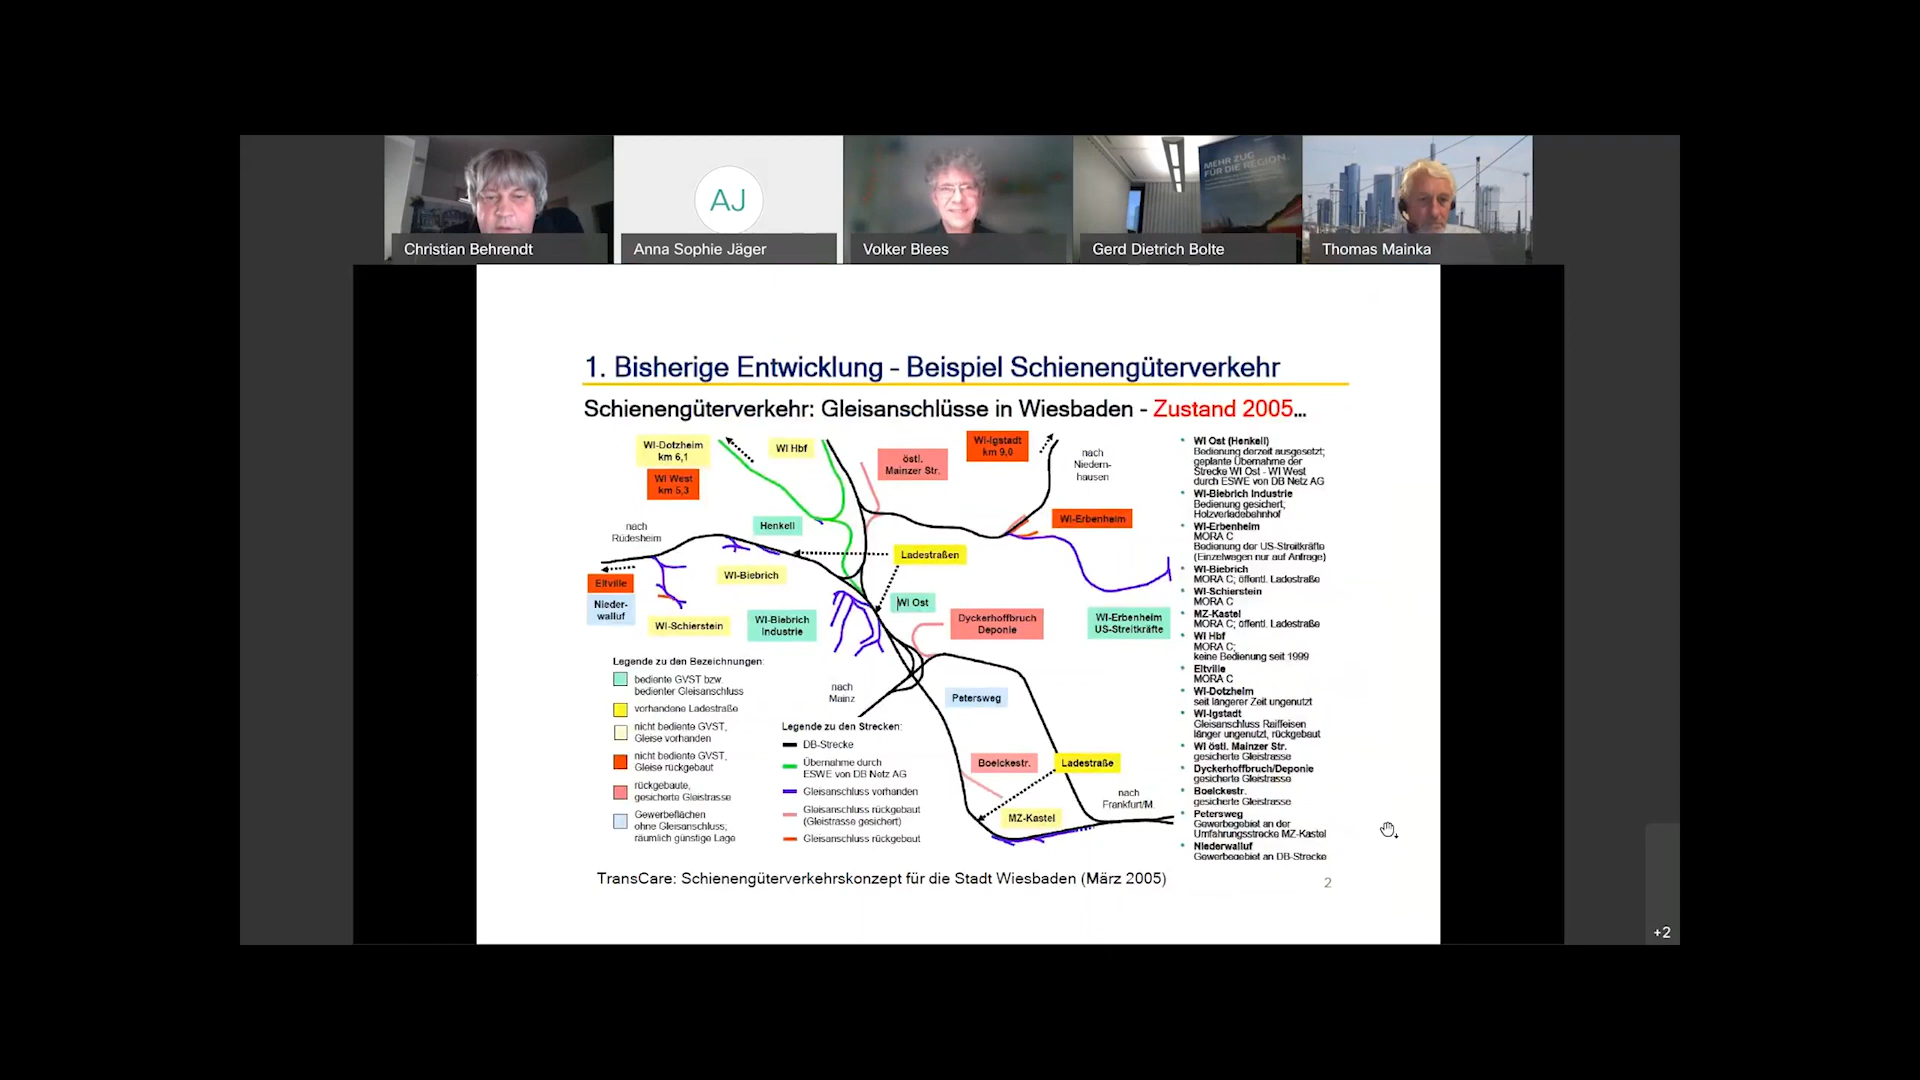 MEHR ZUG
FÜR DIE REGION.
AJ
Christian Behrendt
Anna Sophie Jäger
Volker Blees
Gerd Dietrich Bolte
Thomas Mainka
1. Bisherige Entwicklung - Beispiel Schienengüterverkehr
Schienengüterverkehr: Gleisanschlüsse in Wiesbaden - Zustand 2005...
WI-Dotzheim
km 6,1
WI West
km 5,3
WI Hbf
östl.
Mainzer Str.
WI-Igstadt
km 9,0
nach
Niedern-
hausen
nach
Rüdesheim
Henkell
WI-Erbenheim
Ladestraßen
Eltville
Nieder-
walluf
WI-Biebrich
WI-Schierstein
WI-Biebrich
Industrie
WI Ost
Dyckerhoffbruch
Deponie
WI-Erbenheim
US-Streitkräfte
nach
Mainz
Petersweg
Boelckestr.
Ladestraße
MZ-Kastel
nach
Frankfurt/M.
Legende zu den Bezeichnungen:
bediente GVST bzw.
bedienter Gleisanschluss
vorhandene Ladestraße
nicht bediente GVST,
Gleise vorhanden
nicht bediente GVST,
Gleise rückgebaut
rückgebaute,
gesicherte Gleistrasse
Gewerbeflächen
ohne Gleisanschluss;
räumlich günstige Lage
Legende zu den Strecken:
DB-Strecke
Übernahme durch
ESWE von DB Netz AG
Gleisanschluss vorhanden
Gleisanschluss rückgebaut
(Gleistrasse gesichert)
Gleisanschluss rückgebaut
• WI Ost (Henkell)
Bedienung derzeit ausgesetzt;
geplante Übernahme der
Strecke WI Ost - WI West
durch ESWE von DB Netz AG
• WI-Biebrich Industrie
Bedienung gesichert;
Holzverladebahnhof
• WI-Erbenheim
MORA C
Bedienung der US-Streitkräfte
(Einzelwagen nur auf Anfrage)
• WI-Biebrich
MORA C; öffentl. Ladestraße
• WI-Schierstein
MORA C
• MZ-Kastel
MORA C; öffentl. Ladestraße
• WI Hbf
MORA C;
keine Bedienung seit 1999
• Eltville
MORA C
• WI-Dotzheim
seit längerer Zeit ungenutzt
• WI-Igstadt
Gleisanschluss Raiffeisen
länger ungenutzt, rückgebaut
• WI östl. Mainzer Str.
gesicherte Gleistrasse
• Dyckerhoffbruch/Deponie
gesicherte Gleistrasse
• Boelckestr.
gesicherte Gleistrasse
• Petersweg
Gewerbegebiet an der
Umfahrungsstrecke MZ-Kastel
• Niederwalluf
Gewerbegebiet an DB-Strecke
TransCare: Schienengüterverkehrskonzept für die Stadt Wiesbaden (März 2005)
2
+2